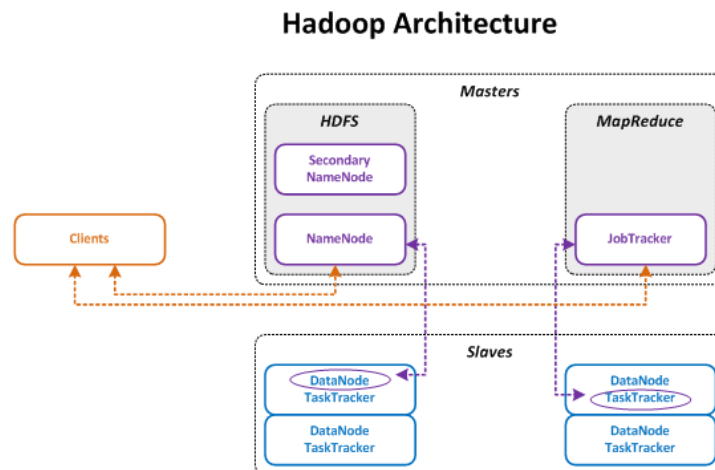 Hadoop Architecture
Masters
HDFS
MapReduce
Secondary
NameNode
Clients
NameNode
JobTracker
Slaves
DataNode
TaskTracker
DataNode
TaskTracker
DataNode
TaskTracker
DataNode
TaskTracker